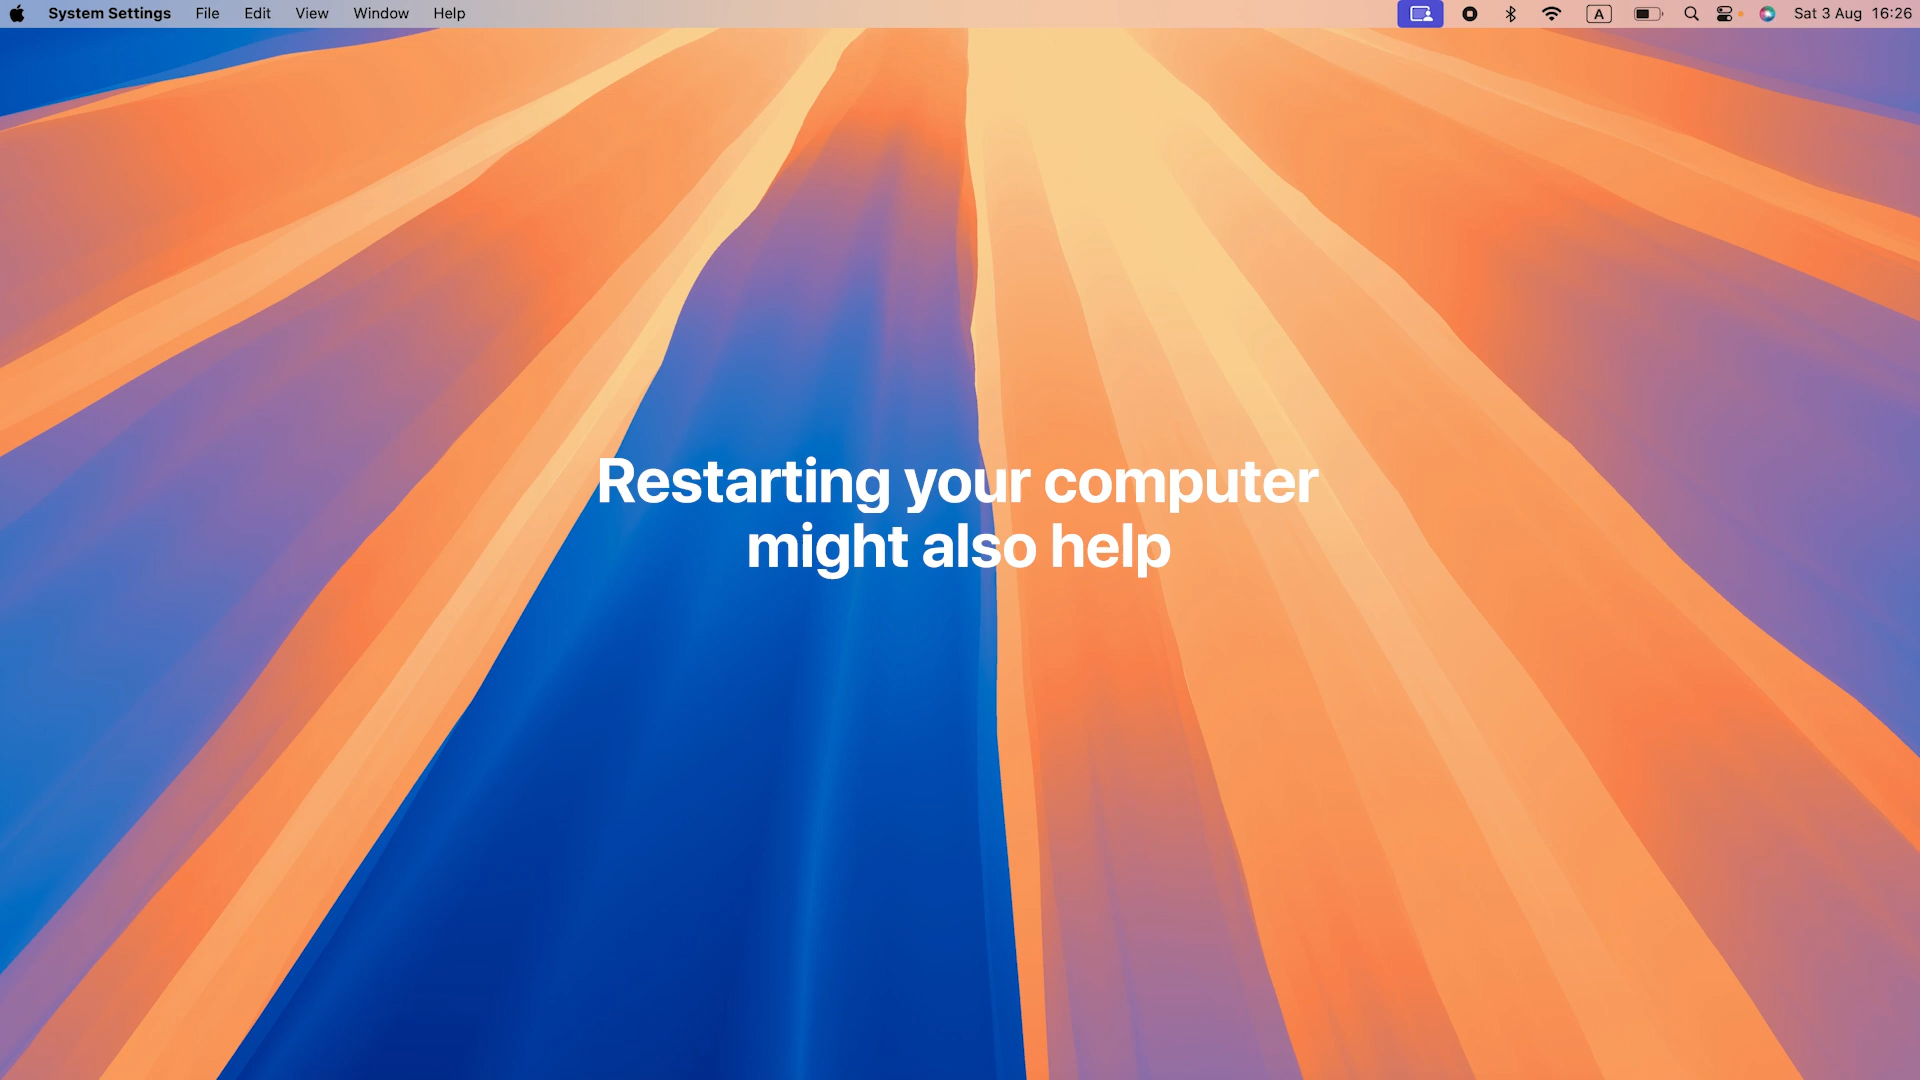 System Settings File Edit View Window Help A Sat 3 Aug 16:26
Restarting your computer
might also help